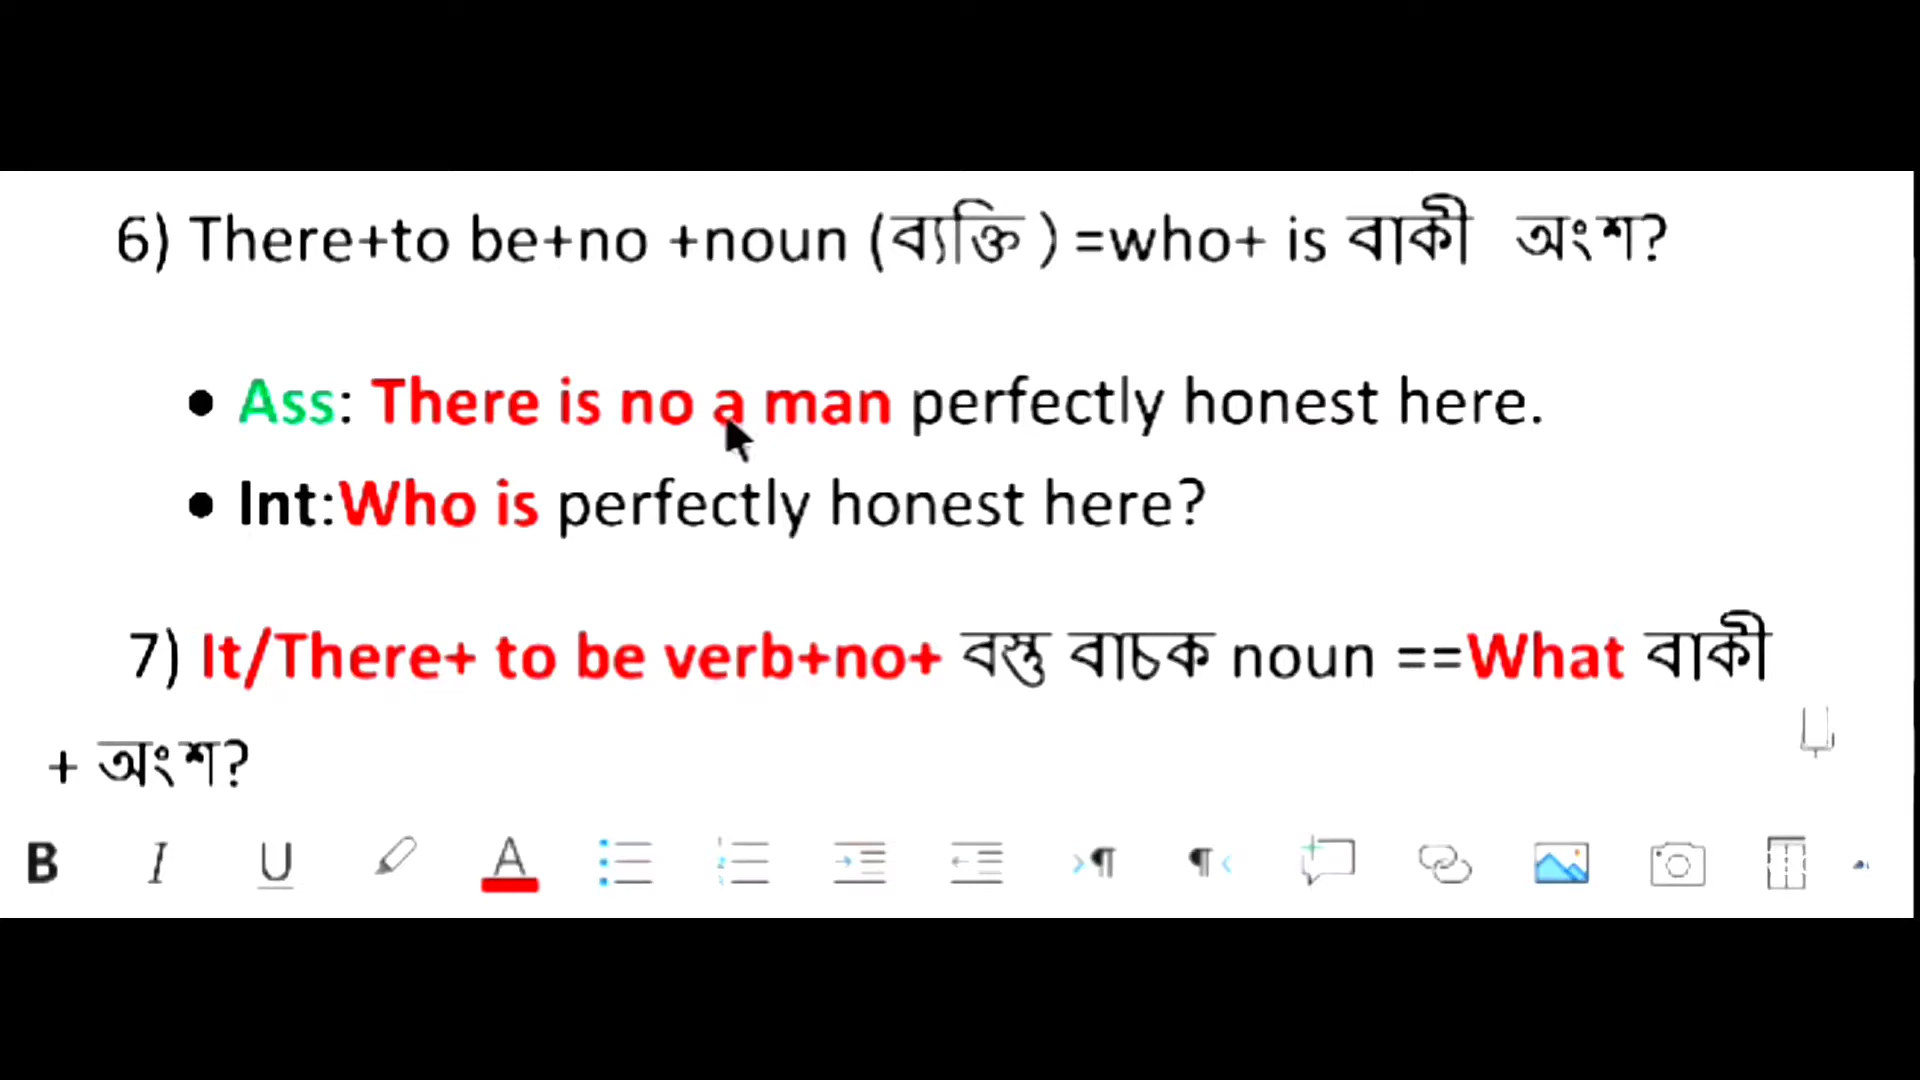 6) There+to be+no +noun (ব্যক্তি ) =who+ is বাকী অংশ?
● Ass: There is no a man perfectly honest here.
● Int:Who is perfectly honest here?
7) It/There+ to be verb+no+ বস্তু বাচক noun ==What বাকী
+ অংশ?
B I U A